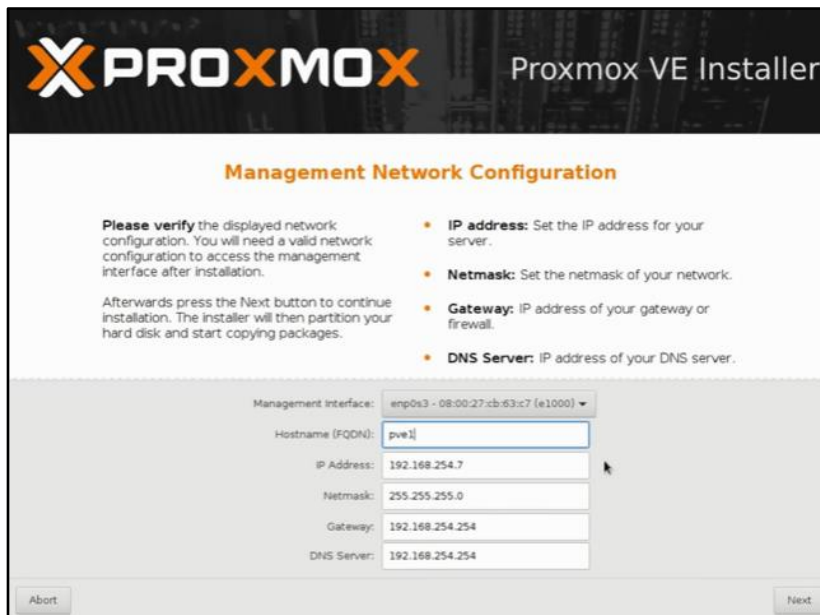 PROXMOX
Proxmox VE Installer
Management Network Configuration
Please verify the displayed network
configuration. You will need a valid network
configuration to access the management
interface after installation.
Afterwards press the Next button to continue
installation. The installer will then partition your
hard disk and start copying packages.
IP address: Set the IP address for your
server.
Netmask: Set the netmask of your network.
Gateway: IP address of your gateway or
firewall.
DNS Server: IP address of your DNS server.
Management Interface: enp0s3 - 08:00:27:cb:63:c7 (e1000)
Hostname (FQDN): pve1
IP Address: 192.168.254.7
Netmask: 255.255.255.0
Gateway: 192.168.254.254
DNS Server: 192.168.254.254
Abort
Next